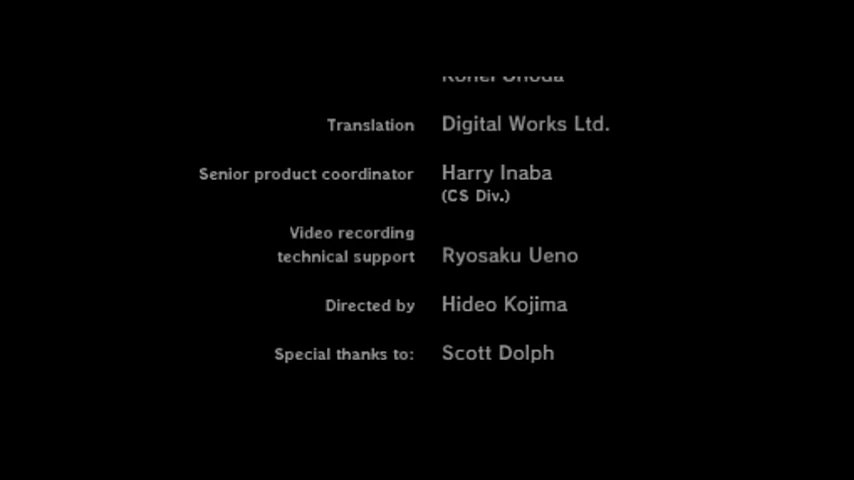 Translation Digital Works Ltd.
Senior product coordinator Harry Inaba
(CS Div.)
Video recording
technical support Ryosaku Ueno
Directed by Hideo Kojima
Special thanks to: Scott Dolph